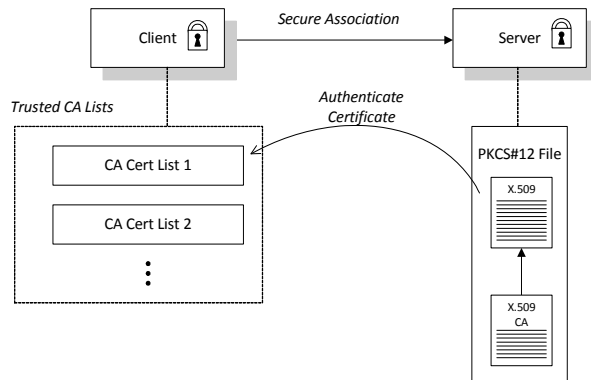 Secure Association
Client
Server
Trusted CA Lists
Authenticate
Certificate
CA Cert List 1
CA Cert List 2
PKCS#12 File
X.509
X.509
CA